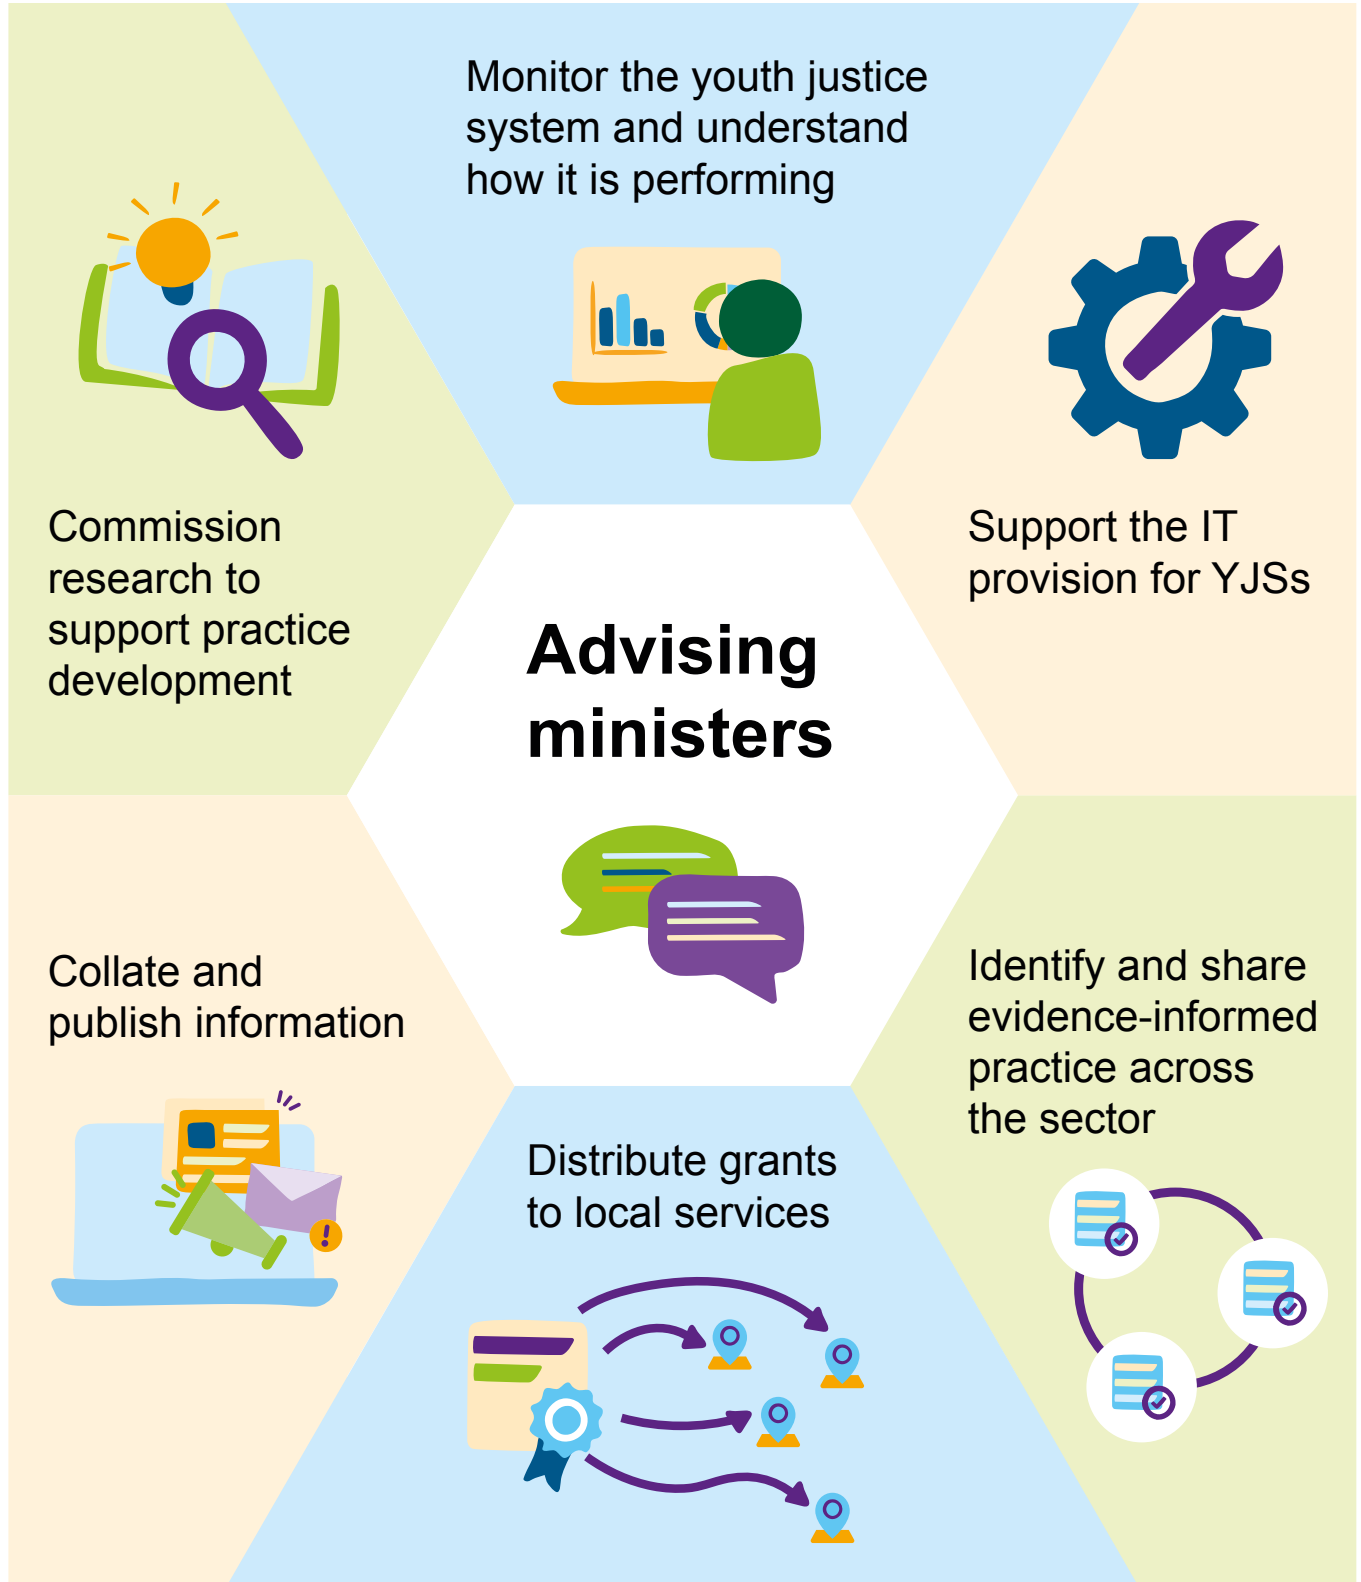 Monitor the youth justice
system and understand
how it is performing
Commission
research to
support practice
development
Support the IT
provision for YJSs
Advising
ministers
Collate and
publish information
Identify and share
evidence-informed
practice across
the sector
Distribute grants
to local services